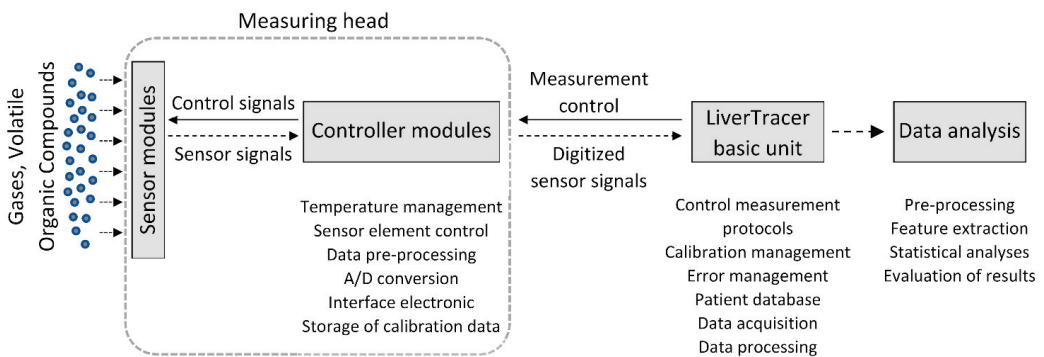 Measuring head
Gases, Volatile
Organic Compounds
Sensor modules
Control signals
Sensor signals
Controller modules
Temperature management
Sensor element control
Data pre-processing
A/D conversion
Interface electronic
Storage of calibration data
Measurement
control
Digitized
sensor signals
LiverTracer
basic unit
Control measurement
protocols
Calibration management
Error management
Patient database
Data acquisition
Data processing
Data analysis
Pre-processing
Feature extraction
Statistical analyses
Evaluation of results